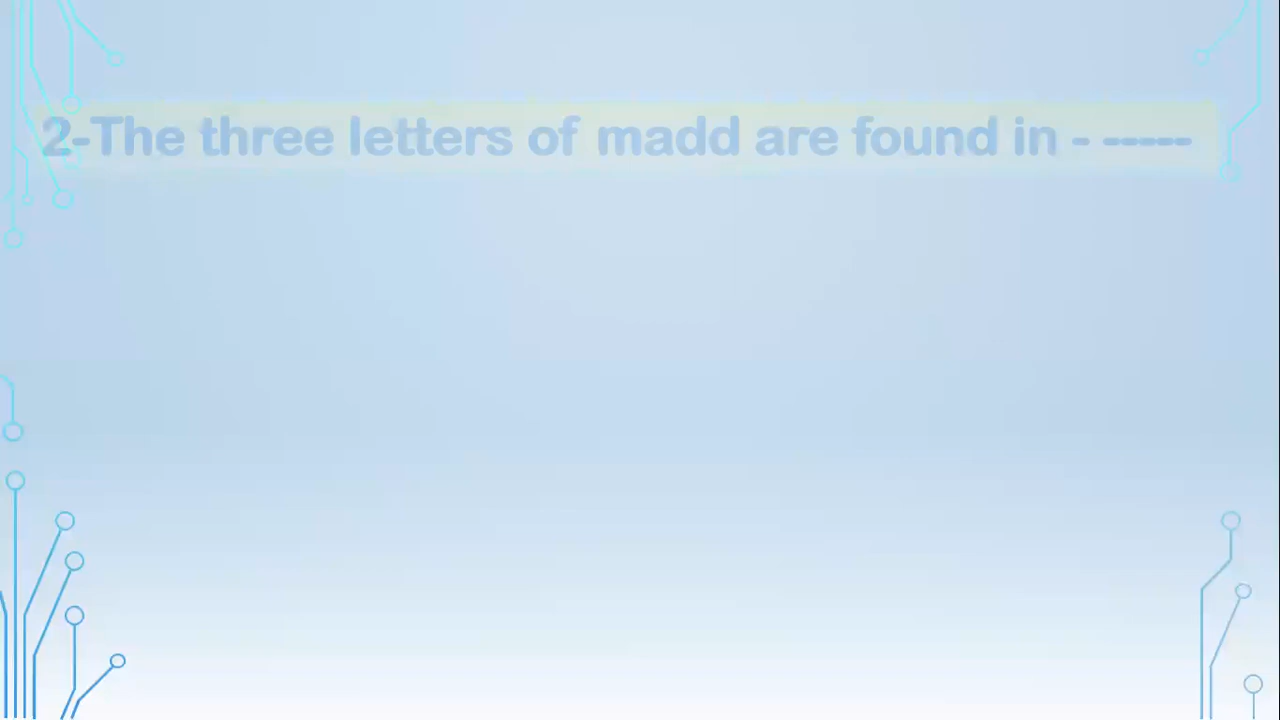 2-The three letters of madd are found in - -----